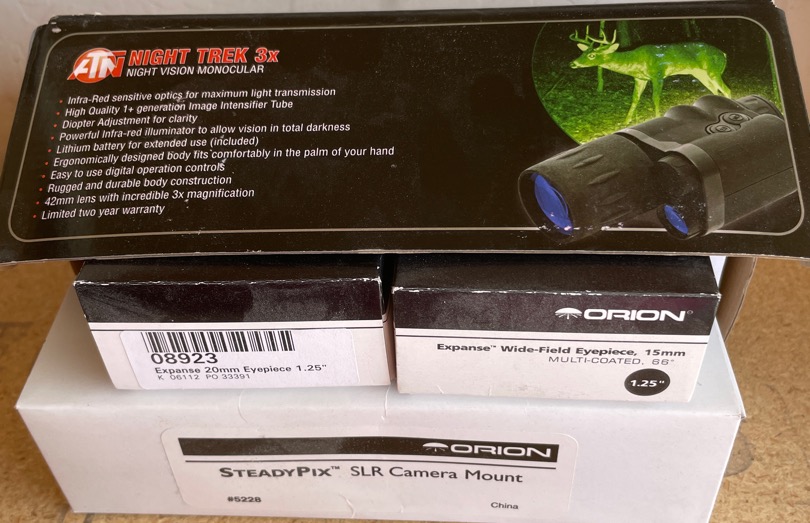 ATN NIGHT TREK 3x
NIGHT VISION MONOCULAR
• Infra-Red sensitive optics for maximum light transmission
• High Quality 1+ generation Image Intensifier Tube
• Diopter Adjustment for clarity
• Powerful Infra-red illuminator to allow vision in total darkness
• Lithium battery for extended use (included)
• Ergonomically designed body fits comfortably in the palm of your hand
• Easy to use digital operation controls
• Rugged and durable body construction
• 42mm lens with incredible 3x magnification
• Limited two year warranty
08923
Expanse 20mm Eyepiece 1.25"
K 06112 PO 33391
ORION
Expanse™ Wide-Field Eyepiece, 15mm
MULTI-COATED, 66°
1.25"
ORION
STEADYPIX™ SLR Camera Mount
#5228
China